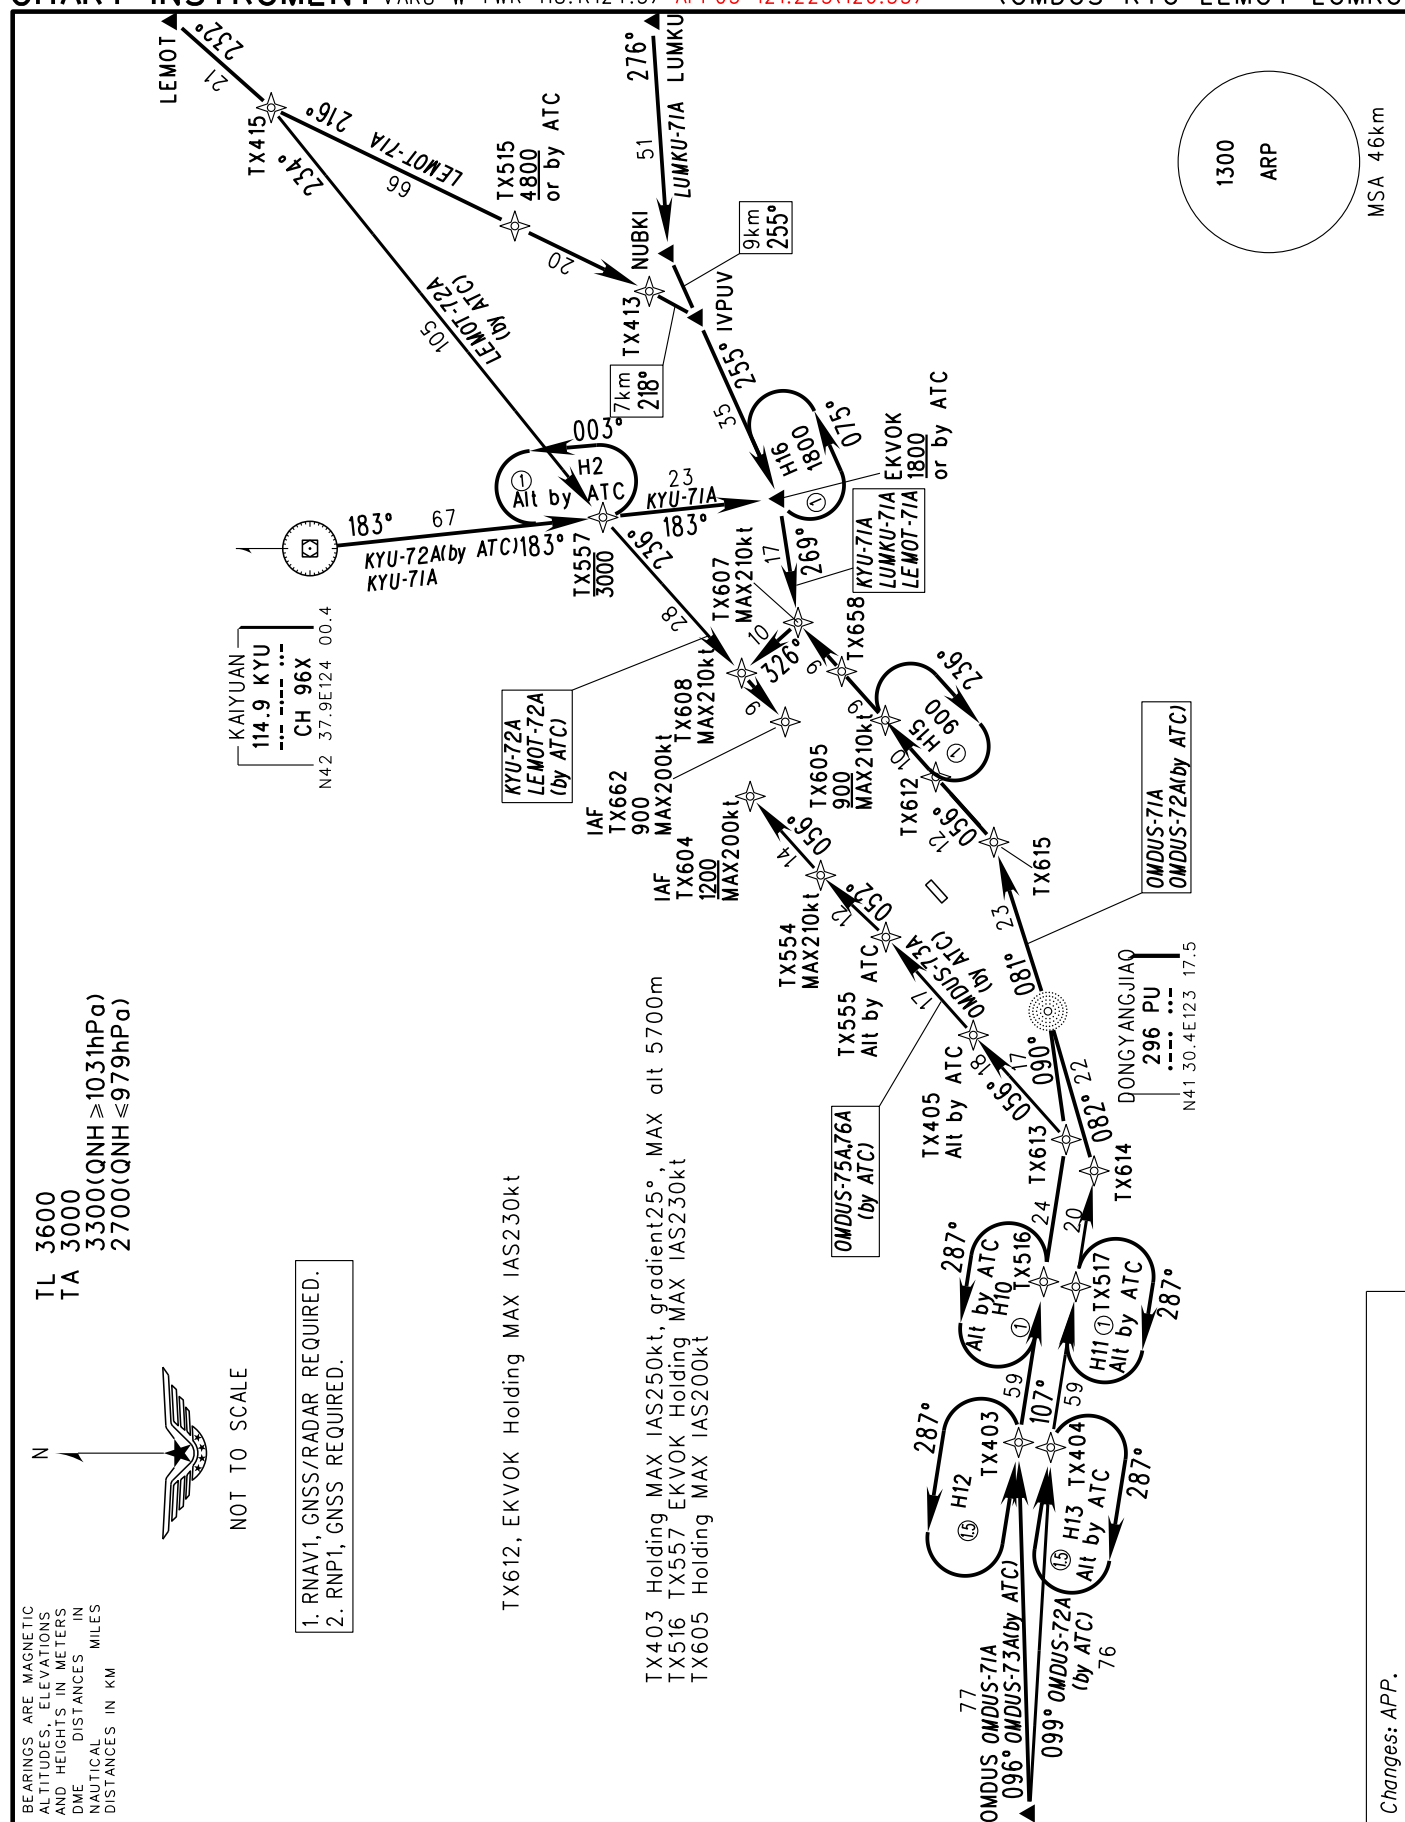 BEARINGS ARE MAGNETIC
ALTITUDES, ELEVATIONS
AND HEIGHTS IN METERS
DME DISTANCES IN
NAUTICAL MILES
DISTANCES IN KM
N
NOT TO SCALE
TL 3600
TA 3000
3300(QNH ≥1031hPa)
2700(QNH ≤979hPa)
1. RNAV1, GNSS/RADAR REQUIRED.
2. RNP1, GNSS REQUIRED.
TX612, EKVOK Holding MAX IAS230kt
TX403 Holding MAX IAS250kt, gradient25°, MAX alt 5700m
TX516 TX557 EKVOK Holding MAX IAS230kt
TX605 Holding MAX IAS200kt
KAIYUAN
114.9 KYU
CH 96X
N42 37.9E124 00.4
LEMOT
232°
21
TX415
216°
LEMOT-71A
66
234°
105
LEMOT-72A
(by ATC)
TX515
4800
or by ATC
20
TX413
NUBKI
LUMKU
276°
51
LUMKU-71A
9km
255°
7km
218°
IVPUV
255°
35
H16
1800
1
075°
EKVOK
1800
or by ATC
183°
67
KYU-72A(by ATC)183°
KYU-71A
003°
1
H2
Alt by ATC
TX557
3000
23
KYU-71A
183°
236°
28
17
269°
KYU-71A
LUMKU-71A
LEMOT-71A
TX607
MAX210kt
10
326°
TX608
MAX210kt
9
KYU-72A
LEMOT-72A
(by ATC)
IAF
TX662
900
MAX200kt
IAF
TX604
1200
MAX200kt
TX658
9
9
TX605
900
MAX210kt
H15
900
1
236°
10
TX612
12
056°
TX615
14
056°
TX554
MAX210kt
12
052°
TX555
Alt by ATC
17
OMDUS-73A
(by ATC)
TX405
Alt by ATC
18
056°
OMDUS-75A,76A
(by ATC)
OMDUS-71A
OMDUS-72A(by ATC)
23
081°
DONGYANGJIAO
296 PU
N41 30.4E123 17.5
17
090°
22
082°
TX613
TX614
24
20
287°
Alt by ATC
H10
1
TX516
TX517
H11
1
Alt by ATC
287°
59
107°
59
287°
H12
1.5
TX403
TX404
H13
1.5
Alt by ATC
287°
77
OMDUS OMDUS-71A
096° OMDUS-73A(by ATC)
099° OMDUS-72A
(by ATC)
76
1300
ARP
MSA 46km
Changes: APP.